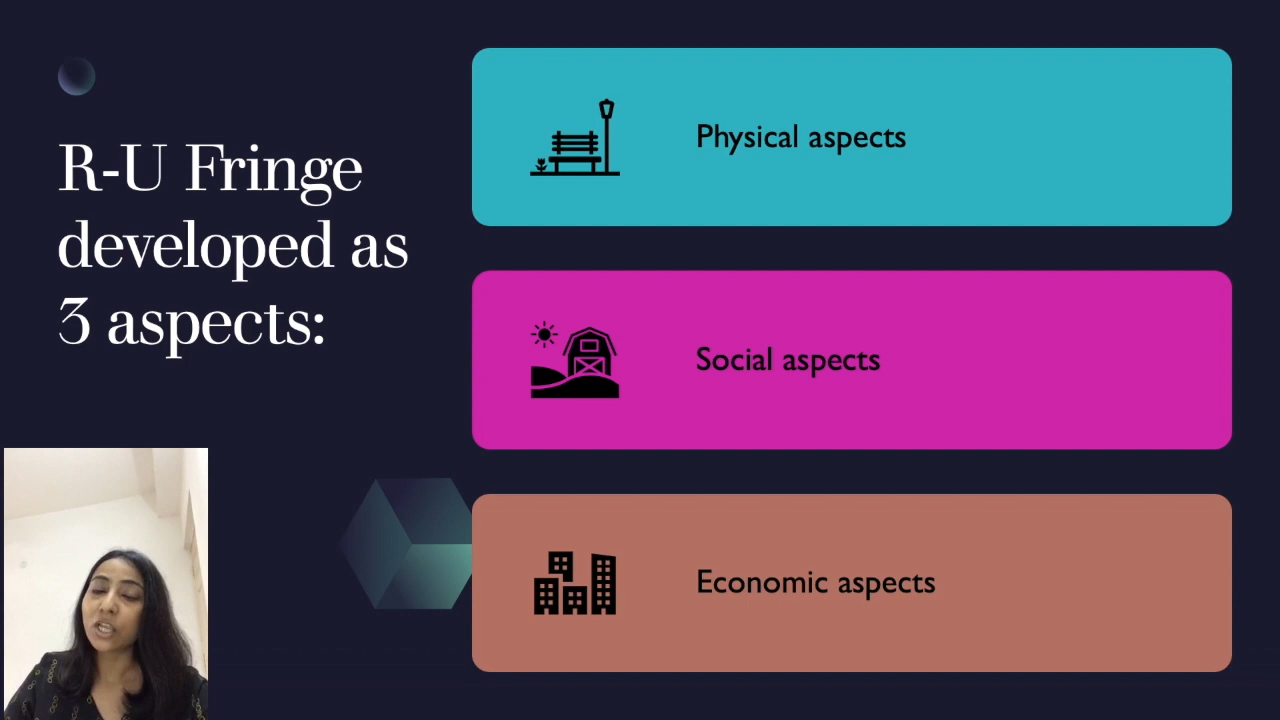 R-U Fringe
developed as
3 aspects:
Physical aspects
Social aspects
Economic aspects